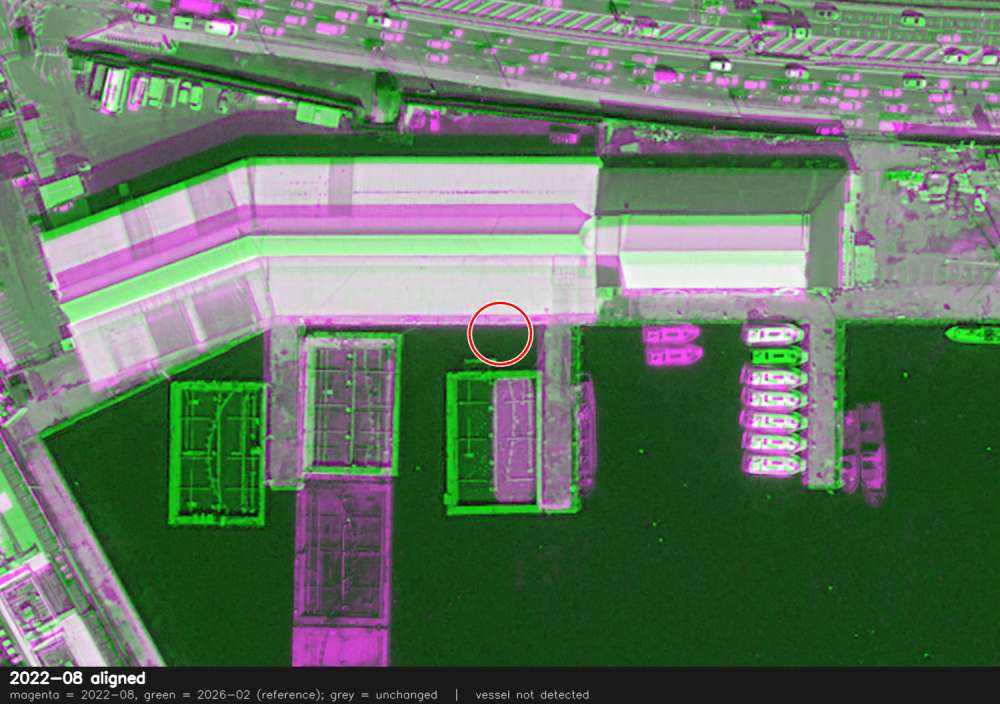 2022-08 aligned
magenta = 2022-08, green = 2026-02 (reference); grey = unchanged | vessel not detected